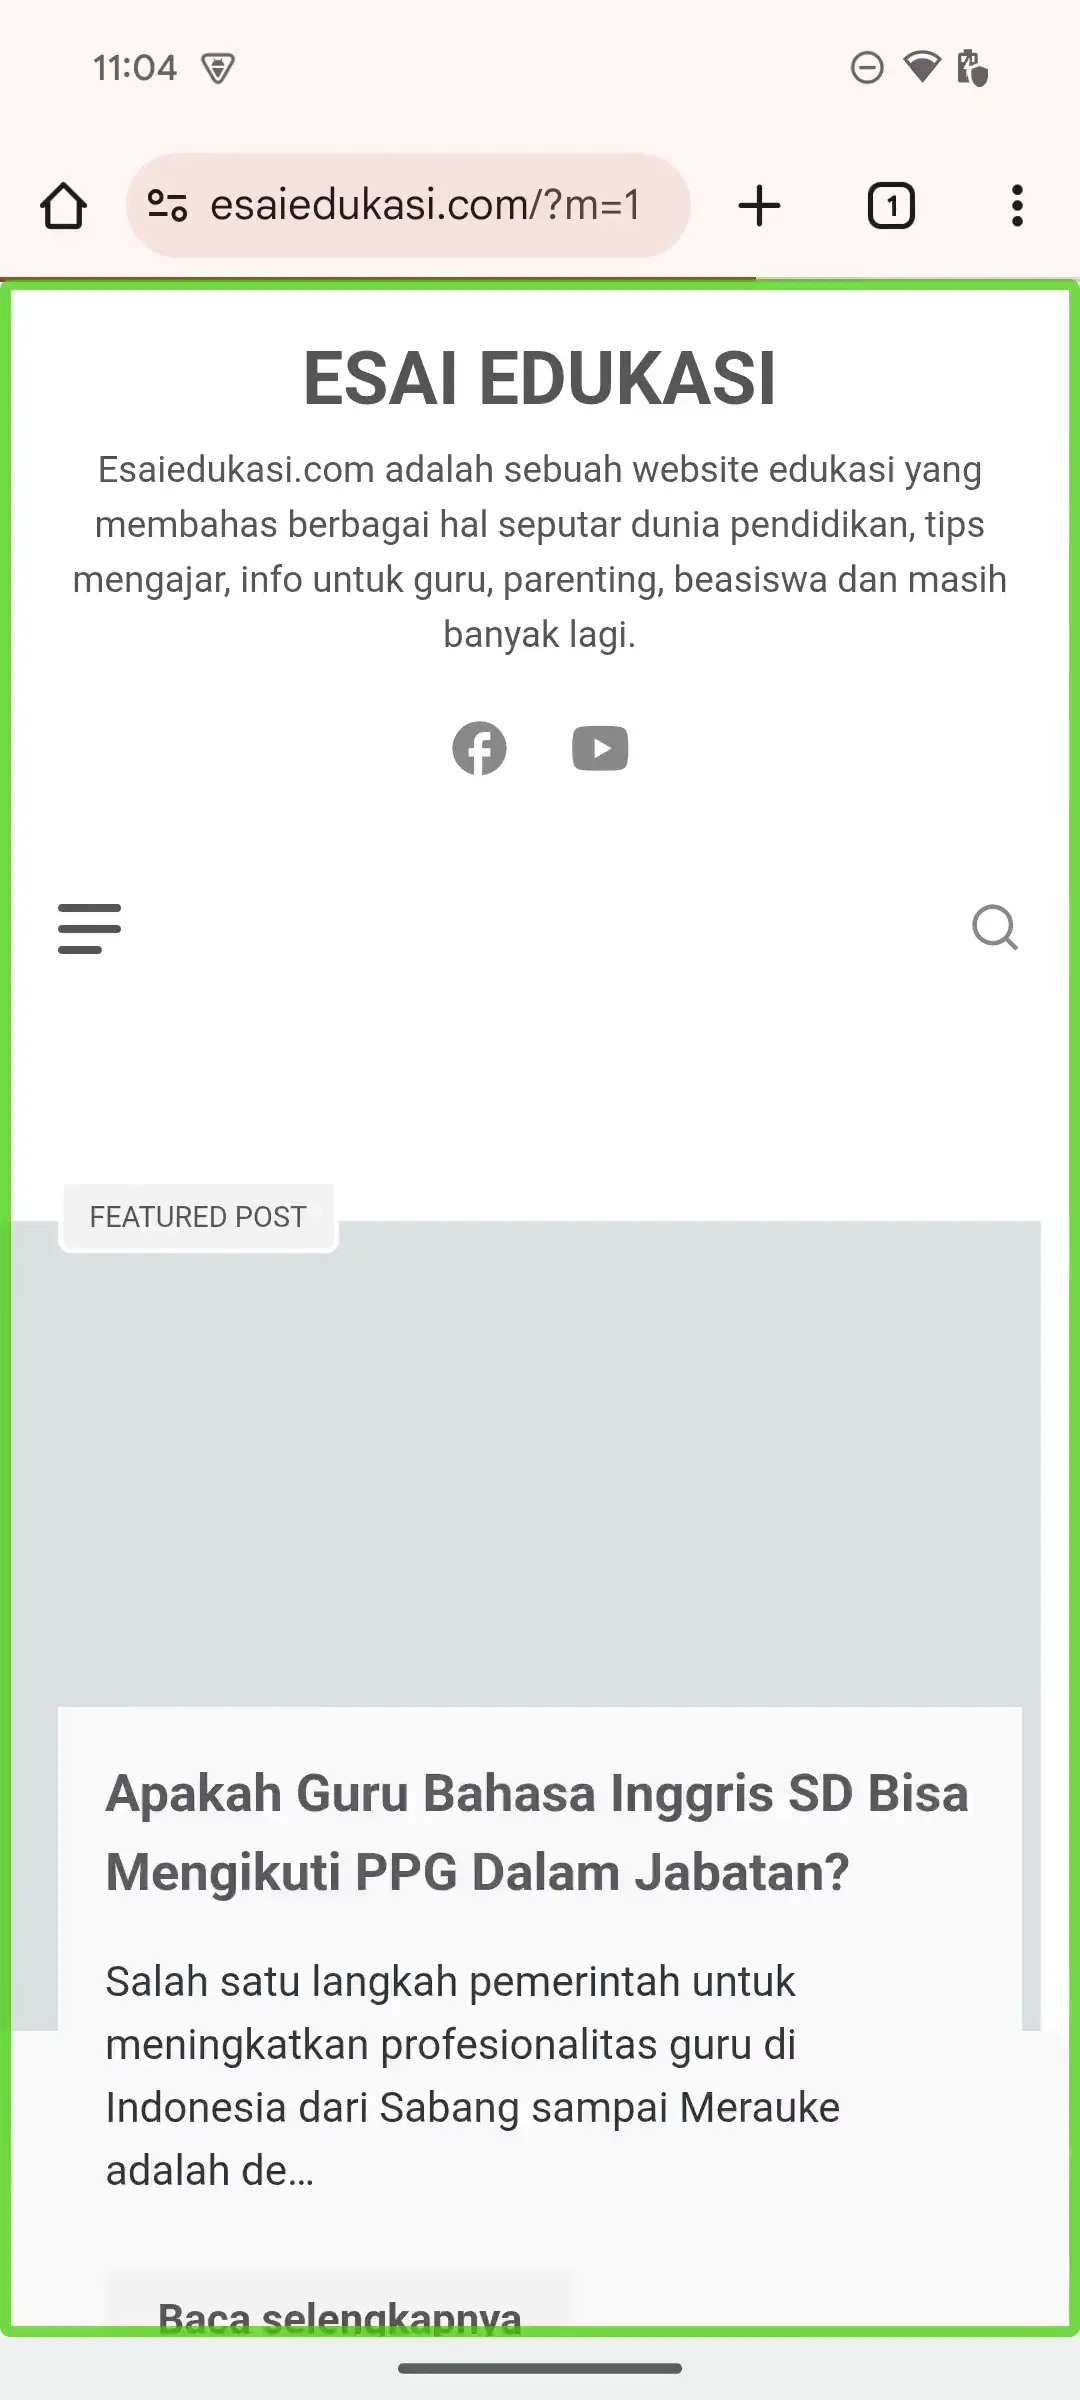 11:04
esaiedukasi.com/?m=1
1
ESAI EDUKASI
Esaiedukasi.com adalah sebuah website edukasi yang
membahas berbagai hal seputar dunia pendidikan, tips
mengajar, info untuk guru, parenting, beasiswa dan masih
banyak lagi.
FEATURED POST
Apakah Guru Bahasa Inggris SD Bisa
Mengikuti PPG Dalam Jabatan?
Salah satu langkah pemerintah untuk
meningkatkan profesionalitas guru di
Indonesia dari Sabang sampai Merauke
adalah de…
Baca selengkapnya